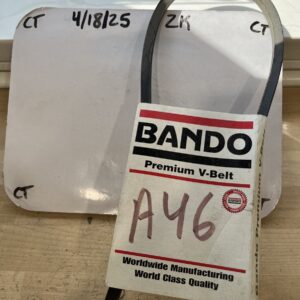 CT 4/18/25 ZK CT
BANDO
Premium V-Belt
A46
CT
Worldwide Manufacturing
World Class Quality